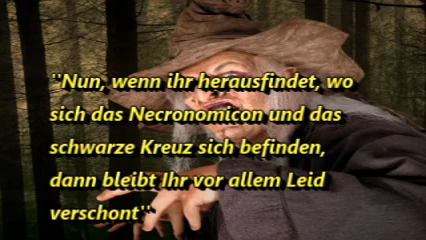 ''Nun, wenn ihr herausfindet, wo
sich das Necronomicon und das
schwarze Kreuz sich befinden,
dann bleibt Ihr vor allem Leid
verschont''